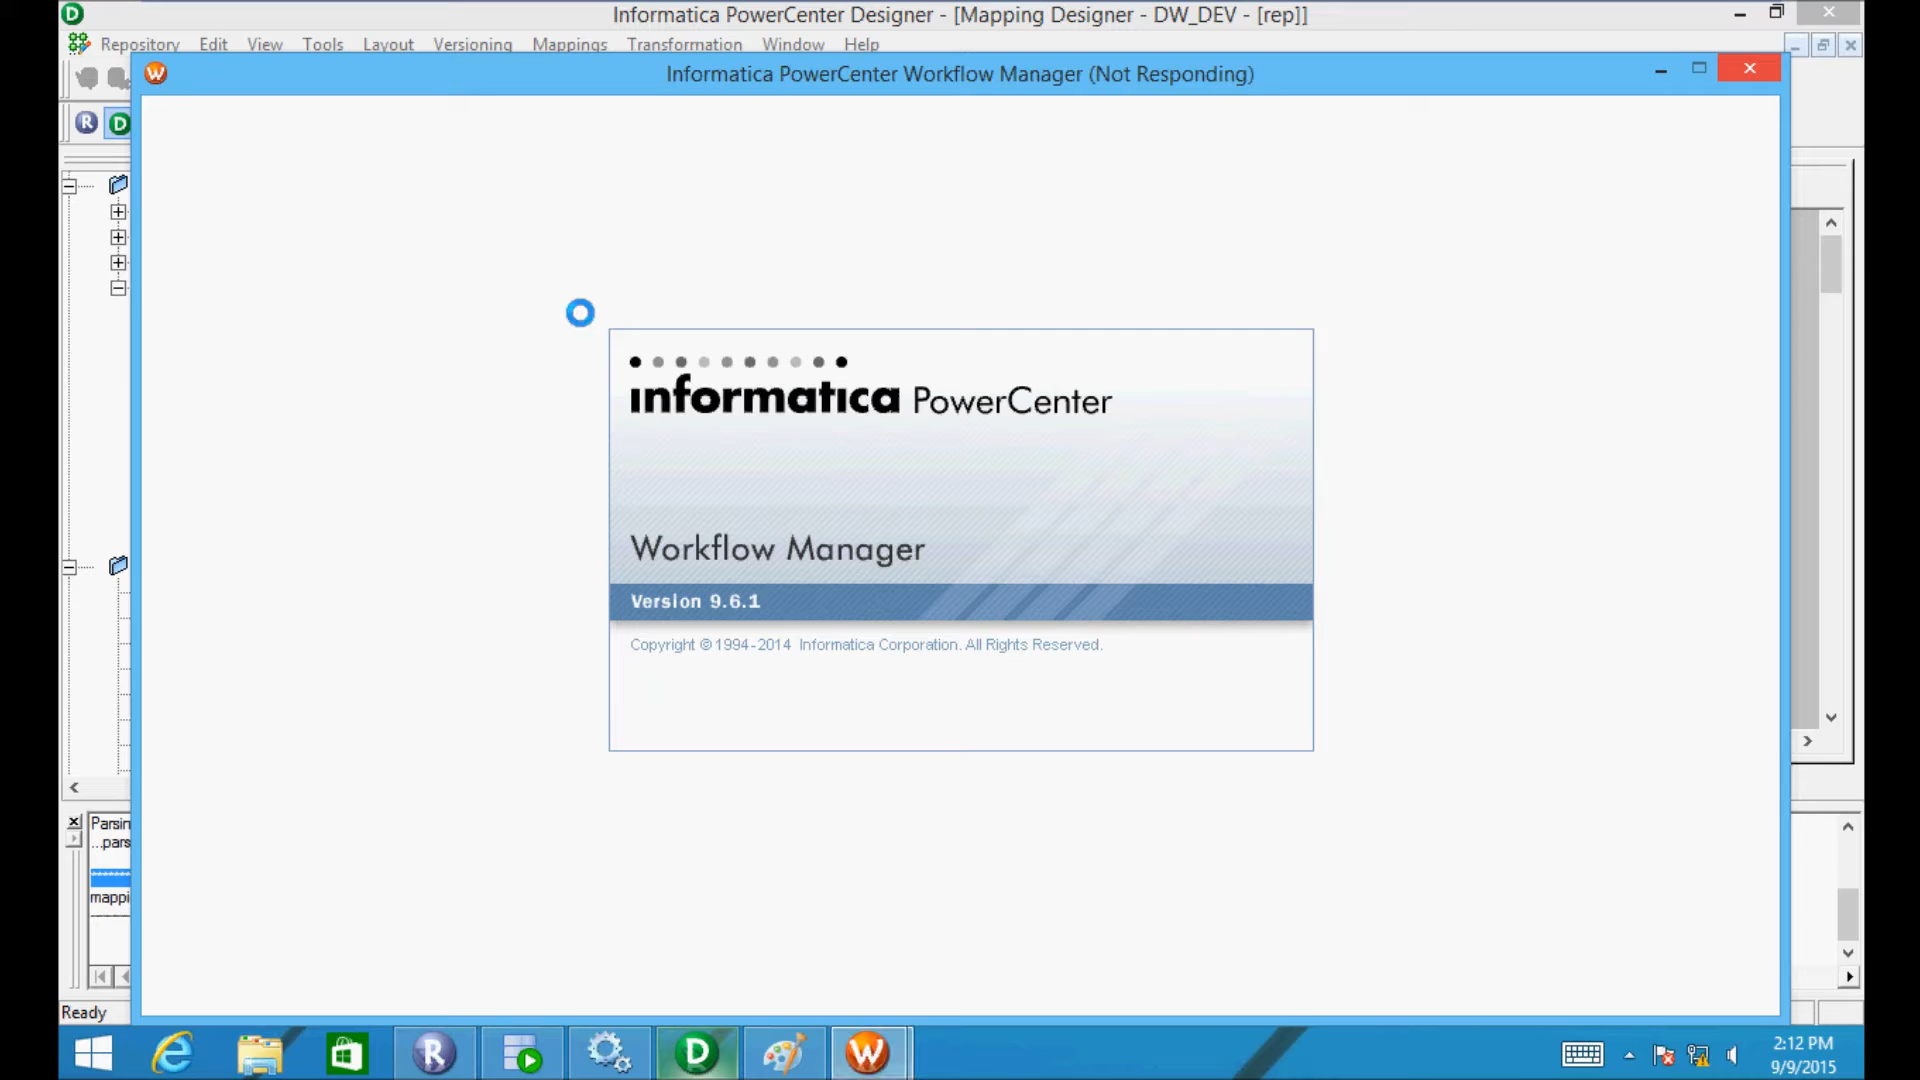 Informatica PowerCenter Designer - [Mapping Designer - DW_DEV - [rep]]
Repository Edit View Tools Layout Versioning Mappings Transformation Window Help
Informatica PowerCenter Workflow Manager (Not Responding)
informatica PowerCenter
Workflow Manager
Version 9.6.1
Copyright © 1994-2014 Informatica Corporation. All Rights Reserved.
Parsin
...pars
********
mappi
Ready
2:12 PM
9/9/2015